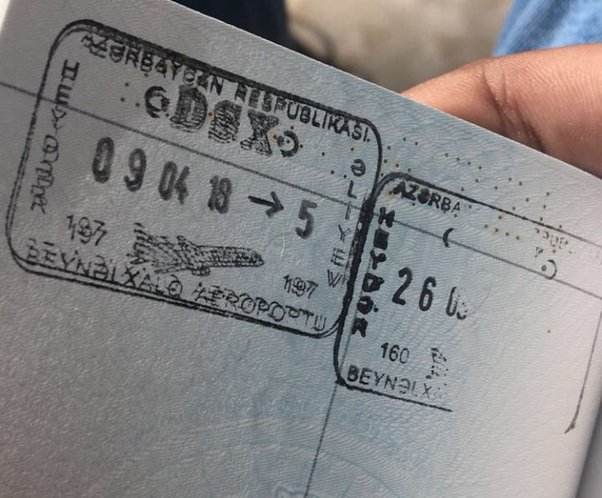 AZƏRBAYCAN RESPUBLİKASI
DSX
HEYDƏR
ƏLİYEV
09 04 18 → 5
197
197
BEYNƏLXALQ AEROPORTU
AZƏRBA
HEYDƏR
26 0
160
BEYNƏLXA